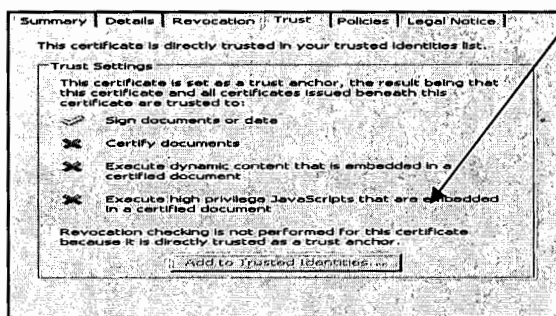 Summary Details Revocation Trust Policies Legal Notice
This certificate is directly trusted in your trusted identities list.
Trust Settings
This certificate is set as a trust anchor, the result being that
this certificate and all certificates issued beneath this
certificate are trusted to:
Sign documents or data
Certify documents
Execute dynamic content that is embedded in a
certified document
Execute high privilege JavaScripts that are embedded
in a certified document
Revocation checking is not performed for this certificate
because it is directly trusted as a trust anchor.
Add to Trusted Identities...